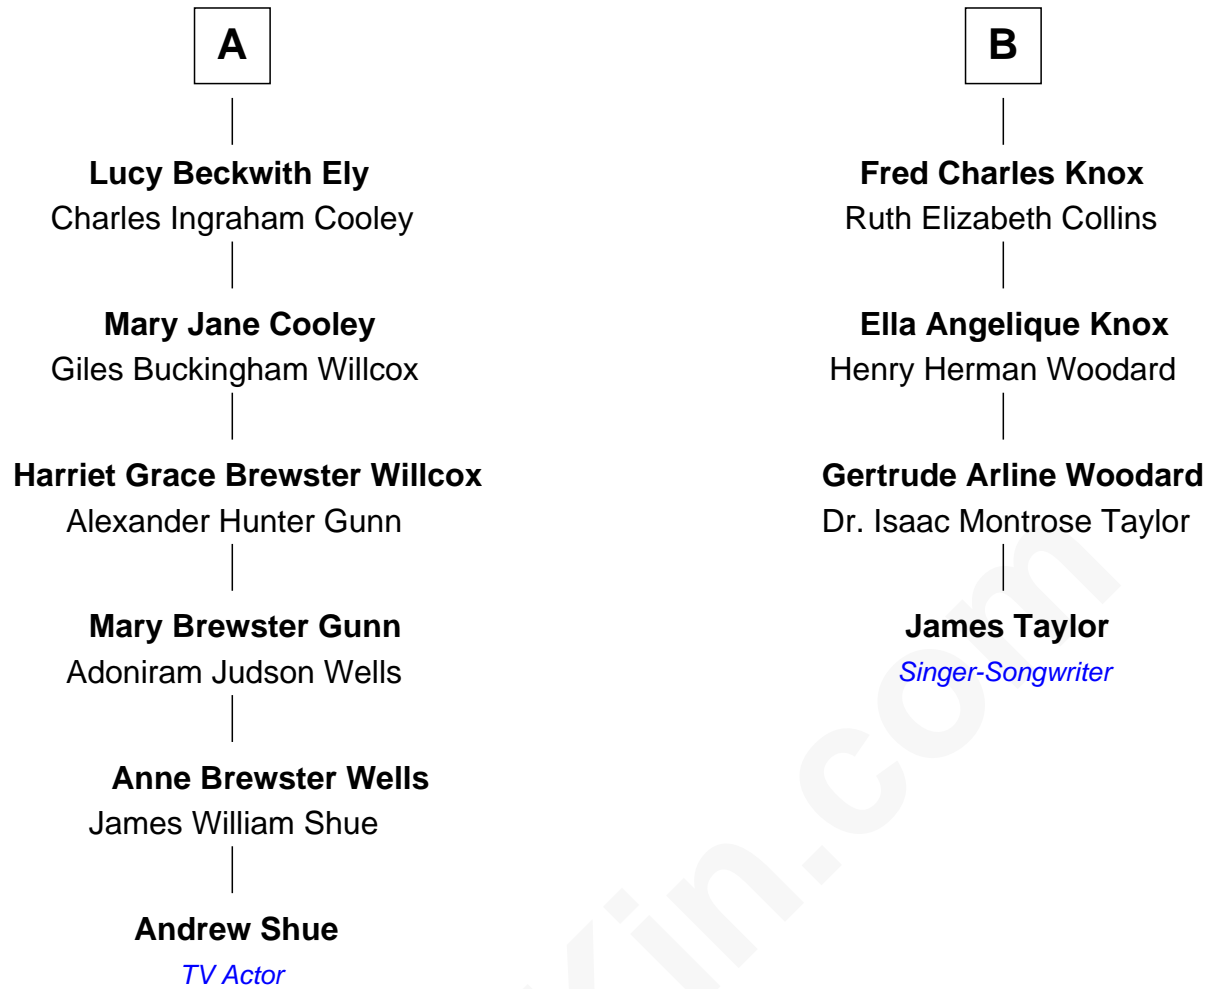 A
Lucy Beckwith Ely
Charles Ingraham Cooley
Mary Jane Cooley
Giles Buckingham Willcox
Harriet Grace Brewster Willcox
Alexander Hunter Gunn
Mary Brewster Gunn
Adoniram Judson Wells
Anne Brewster Wells
James William Shue
Andrew Shue
TV Actor
B
Fred Charles Knox
Ruth Elizabeth Collins
Ella Angelique Knox
Henry Herman Woodard
Gertrude Arline Woodard
Dr. Isaac Montrose Taylor
James Taylor
Singer-Songwriter
Kin.com